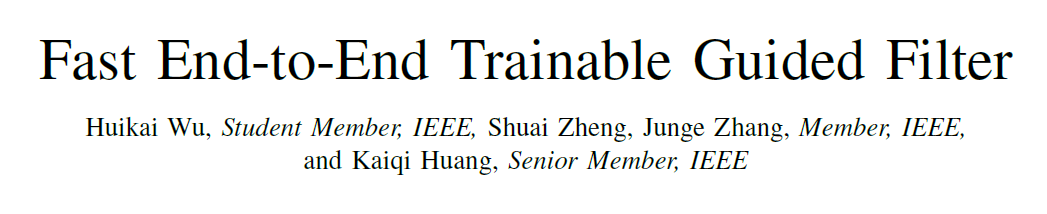 Fast End-to-End Trainable Guided Filter
Huikai Wu, Student Member, IEEE, Shuai Zheng, Junge Zhang, Member, IEEE,
and Kaiqi Huang, Senior Member, IEEE